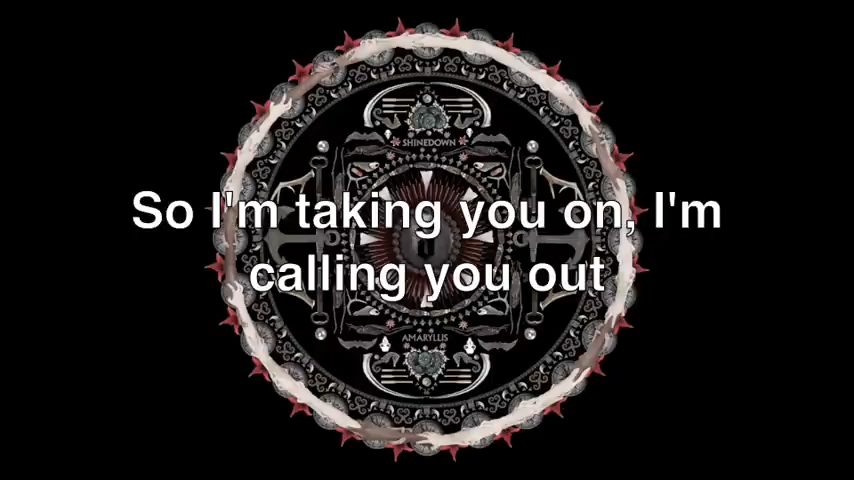 SHINEDOWN
So I'm taking you on, I'm
calling you out
AMARYLLIS